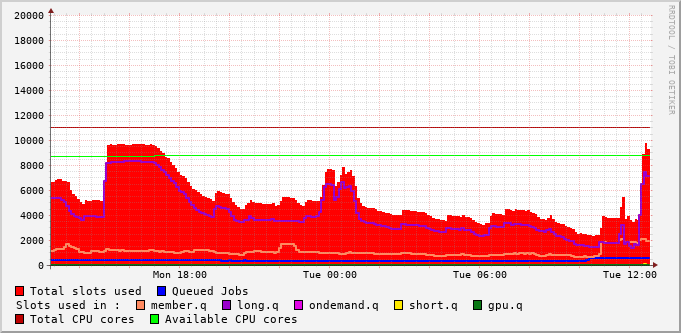 RRDTOOL / TOBI OETIKER
20000
18000
16000
14000
12000
10000
8000
6000
4000
2000
0
Mon 18:00 Tue 00:00 Tue 06:00 Tue 12:00
Total slots used Queued Jobs
Slots used in : member.q long.q ondemand.q short.q gpu.q
Total CPU cores Available CPU cores